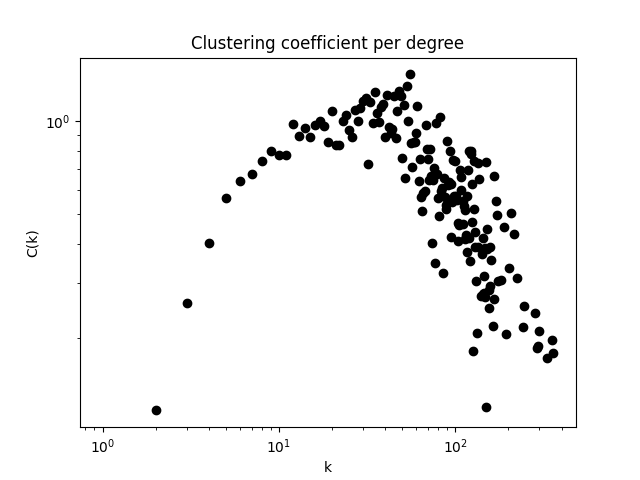 Clustering coefficient per degree
C(k)
10⁰
10⁰ 10¹ 10²
k